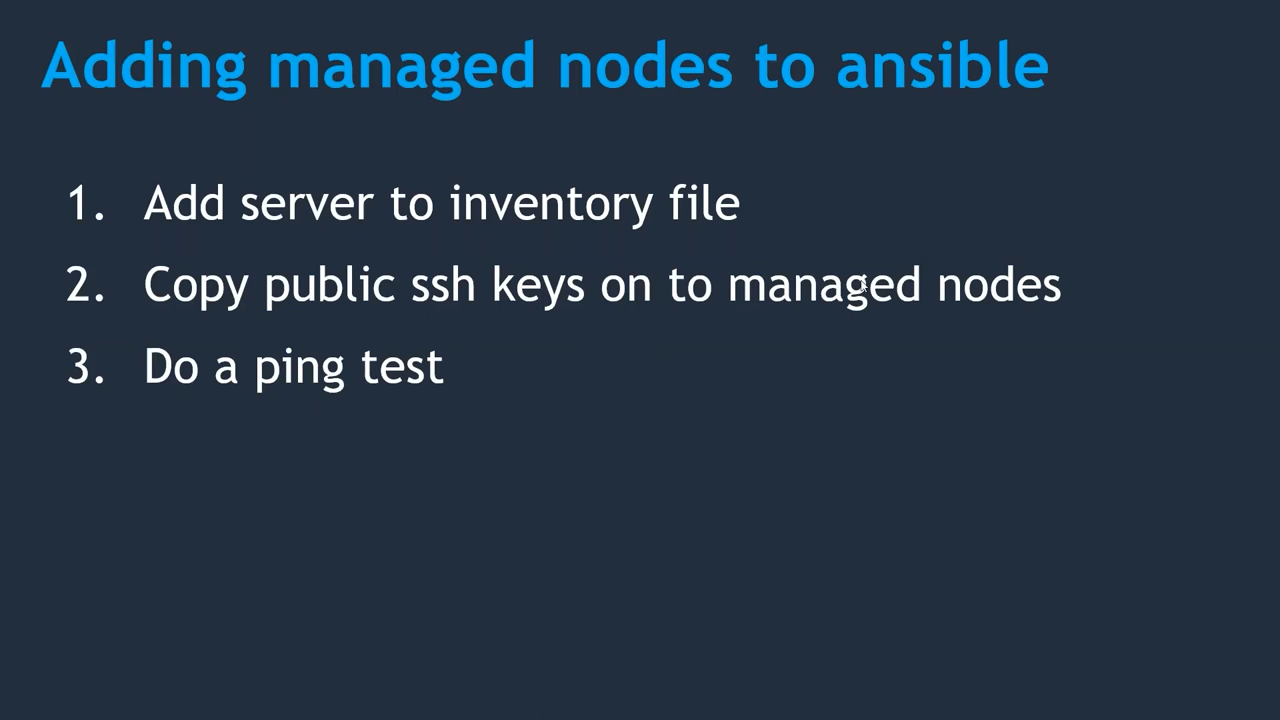 Adding managed nodes to ansible
1. Add server to inventory file
2. Copy public ssh keys on to managed nodes
3. Do a ping test